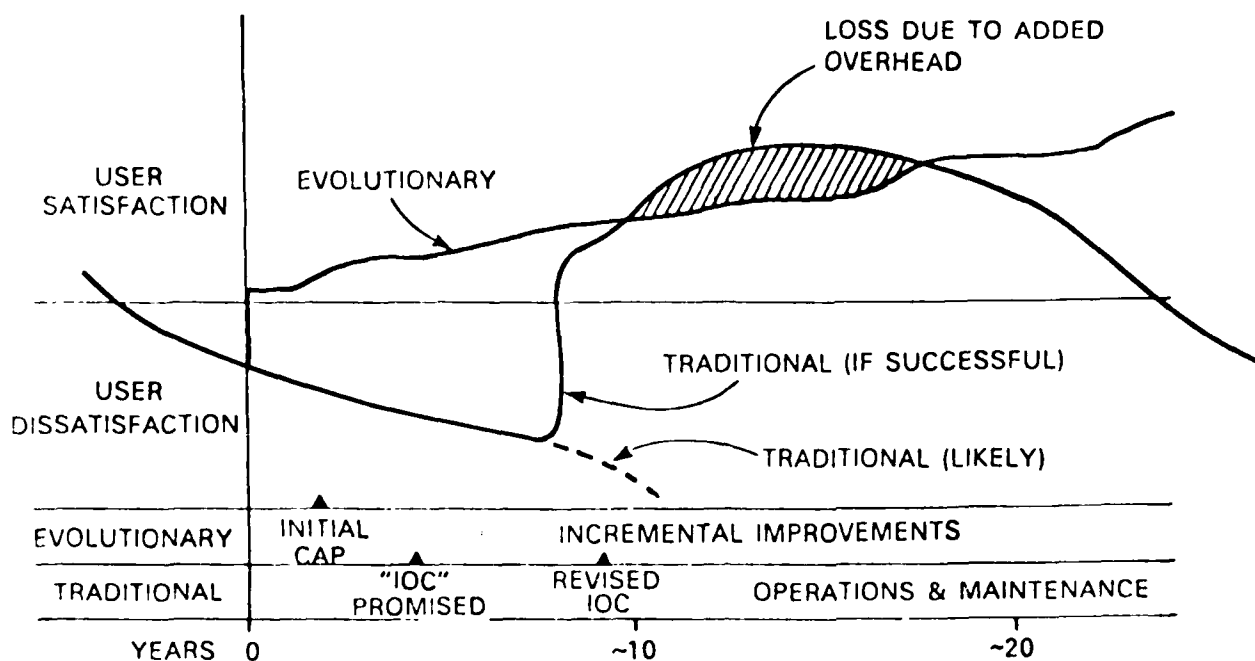 LOSS DUE TO ADDED
OVERHEAD
USER
SATISFACTION
EVOLUTIONARY
TRADITIONAL (IF SUCCESSFUL)
USER
DISSATISFACTION
TRADITIONAL (LIKELY)
EVOLUTIONARY
INITIAL
CAP
INCREMENTAL IMPROVEMENTS
TRADITIONAL
"IOC"
PROMISED
REVISED
IOC
OPERATIONS & MAINTENANCE
YEARS 0 ~10 ~20